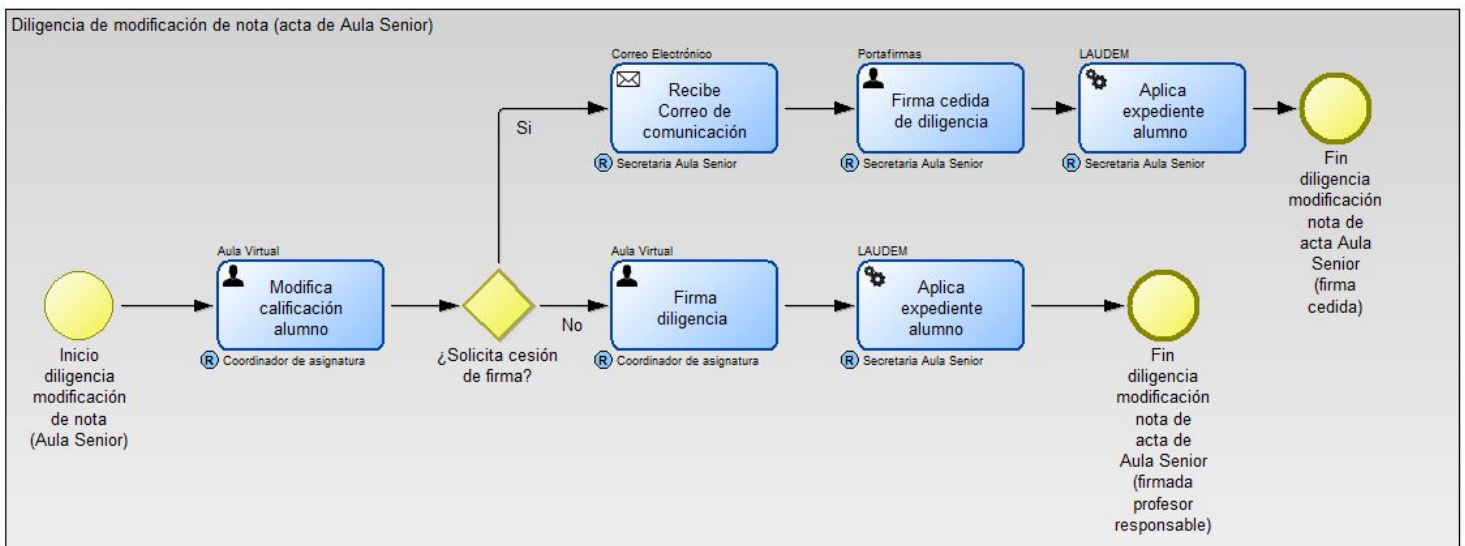 Diligencia de modificación de nota (acta de Aula Senior)
Correo Electrónico
Recibe
Correo de
comunicación
R Secretaria Aula Senior
Portafirmas
Firma cedida
de diligencia
R Secretaria Aula Senior
LAUDEM
Aplica
expediente
alumno
R Secretaria Aula Senior
Fin
diligencia
modificación
nota de
acta Aula
Senior
(firma
cedida)
Si
Inicio
diligencia
modificación
de nota
(Aula Senior)
Aula Virtual
Modifica
calificación
alumno
R Coordinador de asignatura
¿Solicita cesión
de firma?
No
Aula Virtual
Firma
diligencia
R Coordinador de asignatura
LAUDEM
Aplica
expediente
alumno
R Secretaria Aula Senior
Fin
diligencia
modificación
nota de
acta de
Aula Senior
(firmada
profesor
responsable)